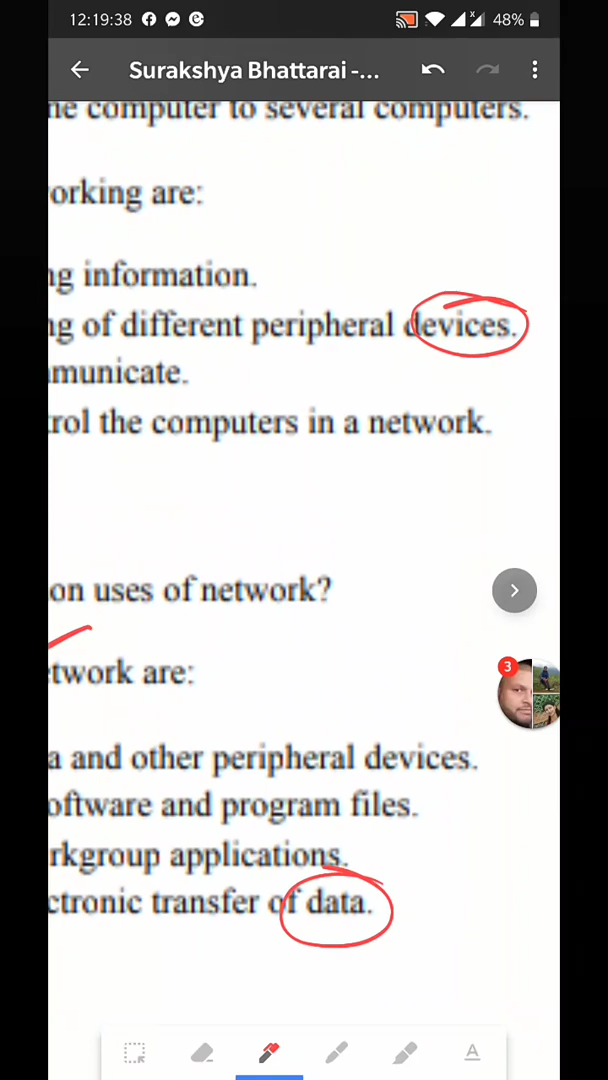 12:19:38 48%
Surakshya Bhattarai -...
he computer to several computers.
orking are:
ng information.
ng of different peripheral devices.
municate.
rol the computers in a network.
on uses of network?
twork are:
3
a and other peripheral devices.
oftware and program files.
rkgroup applications.
ctronic transfer of data.
A